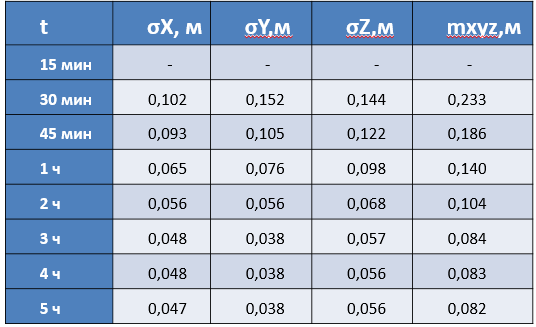 t σX, м σY,м σZ,м mxyz,м
15 мин - - - -
30 мин 0,102 0,152 0,144 0,233
45 мин 0,093 0,105 0,122 0,186
1 ч 0,065 0,076 0,098 0,140
2 ч 0,056 0,056 0,068 0,104
3 ч 0,048 0,038 0,057 0,084
4 ч 0,048 0,038 0,056 0,083
5 ч 0,047 0,038 0,056 0,082